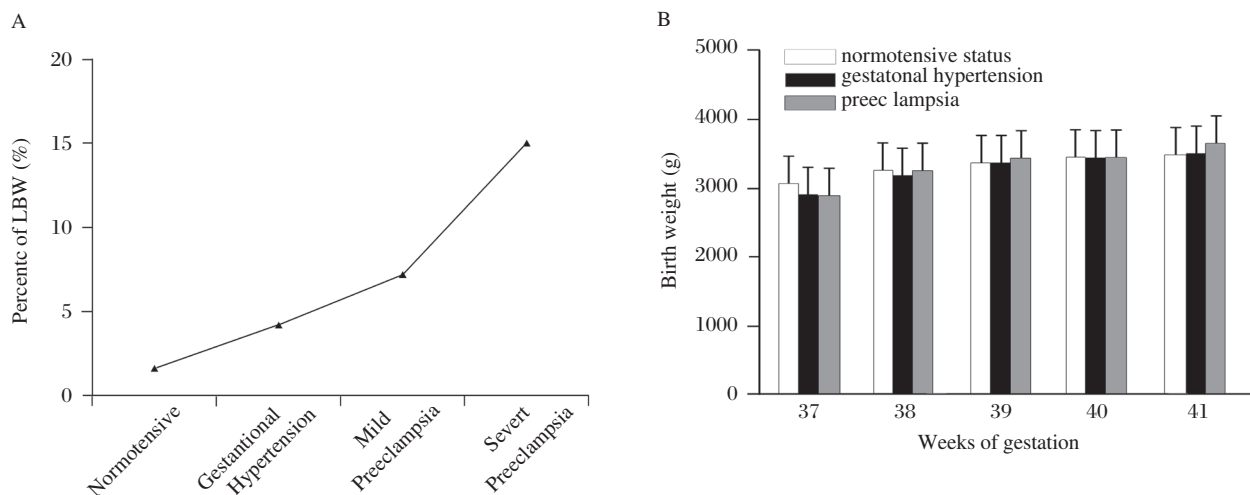 A
Percentc of LBW (%)
20
15
10
5
0
Normotensive
Gestantional
Hypertension
Mild
Preeclampsia
Severt
Preeclampsia
B
Birth weight (g)
5000
4000
3000
2000
1000
0
normotensive status
gestatonal hypertension
preec lampsia
37 38 39 40 41
Weeks of gestation